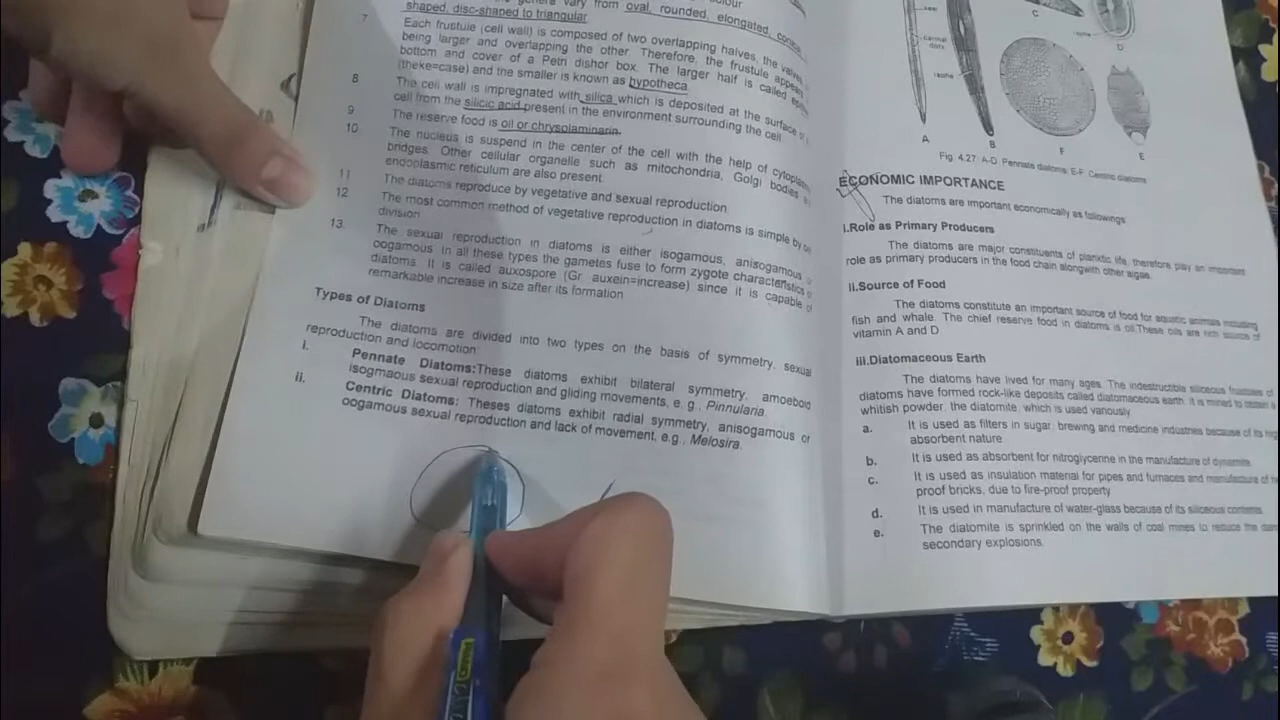 genera vary from oval, rounded, elongated,
shaped, disc-shaped to triangular
7 Each frustule (cell wall) is composed of two overlapping halves, the valves
being larger and overlapping the other. Therefore, the frustule appears
bottom and cover of a Petri dishor box. The larger half is called
(theke=case) and the smaller is known as hypotheca
8 The cell wall is impregnated with silica which is deposited at the surface of
cell from the silicic acid present in the environment surrounding the cell
9 The reserve food is oil or chrysolaminarin.
10. The nucleus is suspend in the center of the cell with the help of
bridges. Other cellular organelle such as mitochondria, Golgi bodies
endoplasmic reticulum are also present
11 The diatoms reproduce by vegetative and sexual reproduction
12 The most common method of vegetative reproduction in diatoms is simple by
division
13. The sexual reproduction in diatoms is either isogamous, anisogamous
oogamous In all these types the gametes fuse to form zygote characteristics
diatoms. It is called auxospore (Gr. auxein=increase) since it is capable
remarkable increase in size after its formation
Types of Diatoms
The diatoms are divided into two types on the basis of symmetry, sexual
reproduction and locomotion
i. Pennate Diatoms:These diatoms exhibit bilateral symmetry, amoeboid
isogmaous sexual reproduction and gliding movements, e. g., Pinnularia.
ii. Centric Diatoms: Theses diatoms exhibit radial symmetry, anisogamous or
oogamous sexual reproduction and lack of movement, e.g., Melosira.
A
B
C
D
E
F
Fig. 4.27: A-D. Pennate diatoms E-F. Centric diatoms
ECONOMIC IMPORTANCE
The diatoms are important economically as followings
i.Role as Primary Producers
The diatoms are major constituents of planktic life, therefore, play an important
role as primary producers in the food chain alongwith other algae.
ii.Source of Food
The diatoms constitute an important source of food for aquatic animals including
fish and whale. The chief reserve food in diatoms is oil.These oils are rich source of
vitamin A and D
iii.Diatomaceous Earth
The diatoms have lived for many ages. The indestructible siliceous frustules of
diatoms have formed rock-like deposits called diatomaceous earth. It is mined to
whitish powder, the diatomite, which is used variously
a. It is used as filters in sugar, brewing and medicine industries because of its
absorbent nature.
b. It is used as absorbent for nitroglycerine in the manufacture of dynamite.
c. It is used as insulation material for pipes and furnaces and manufacture of
proof bricks, due to fire-proof property
d. It is used in manufacture of water-glass because of its siliceous contents.
e. The diatomite is sprinkled on the walls of coal mines to reduce the
secondary explosions.